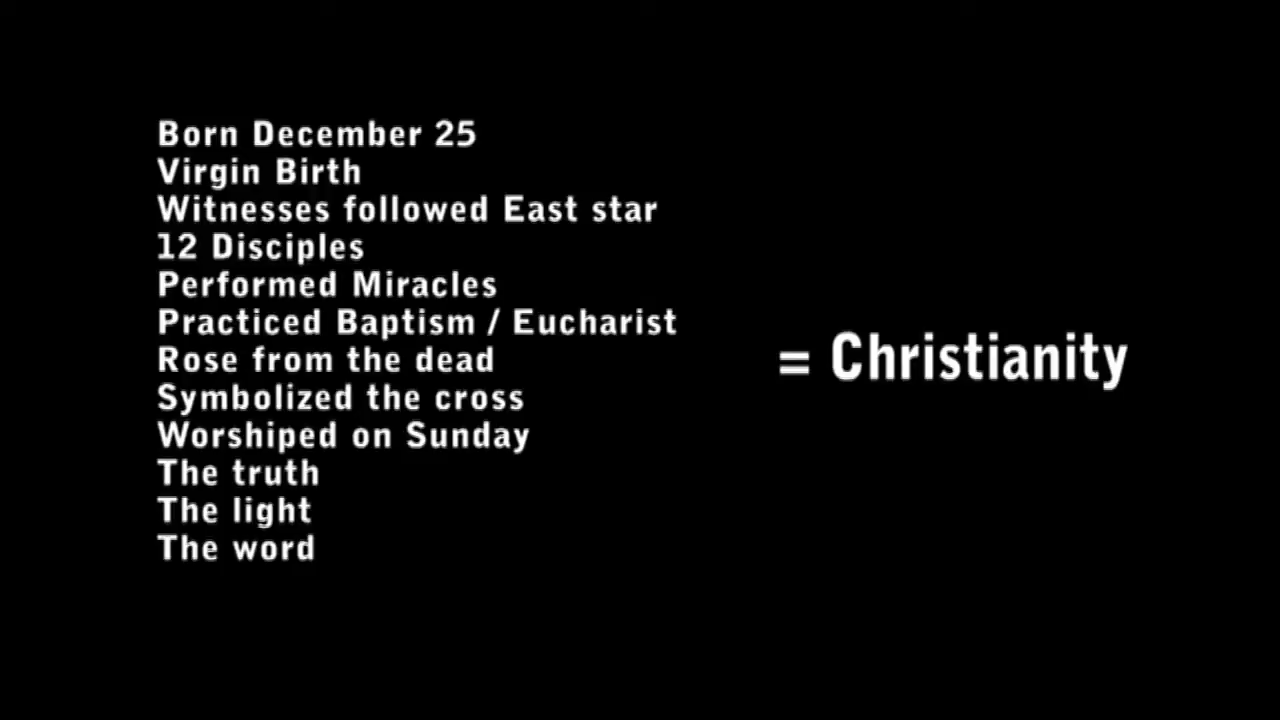 Born December 25
Virgin Birth
Witnesses followed East star
12 Disciples
Performed Miracles
Practiced Baptism / Eucharist
Rose from the dead
Symbolized the cross
Worshiped on Sunday
The truth
The light
The word
= Christianity